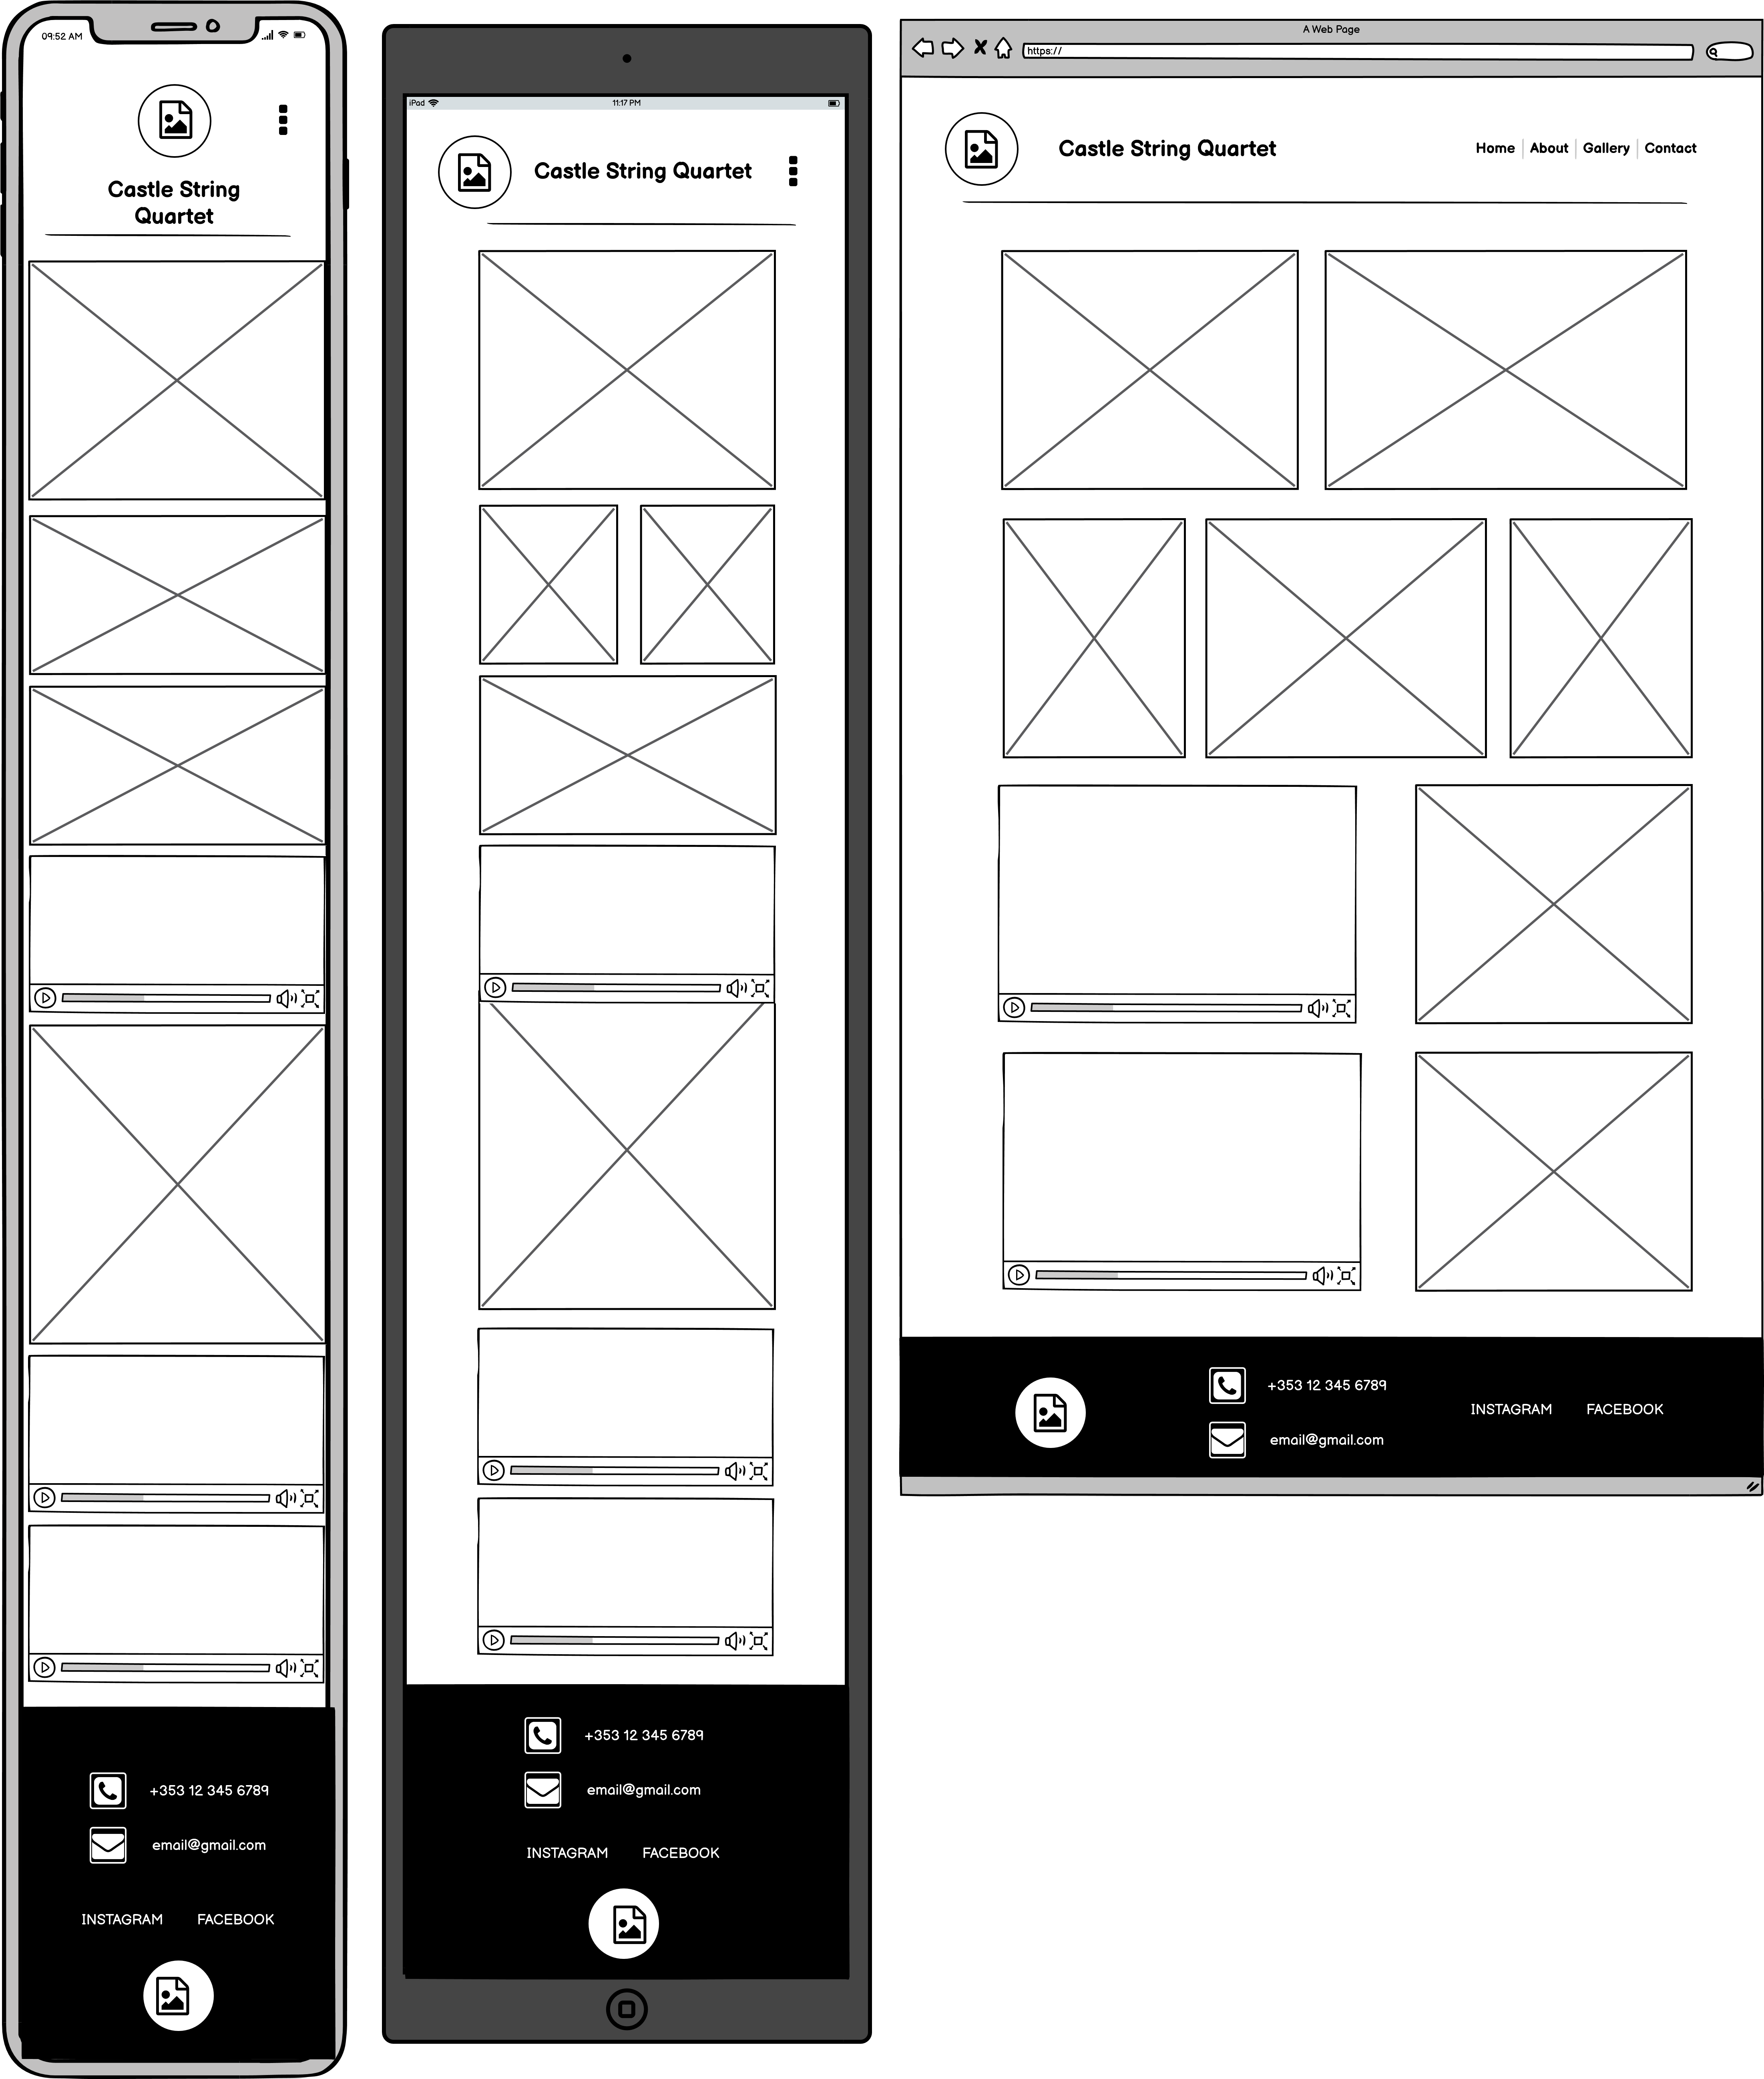 09:52 AM
Castle String
Quartet
+353 12 345 6789
email@gmail.com
INSTAGRAM FACEBOOK
iPad 11:17 PM
Castle String Quartet
+353 12 345 6789
email@gmail.com
INSTAGRAM FACEBOOK
A Web Page
https://
Castle String Quartet
Home About Gallery Contact
+353 12 345 6789
email@gmail.com
INSTAGRAM FACEBOOK